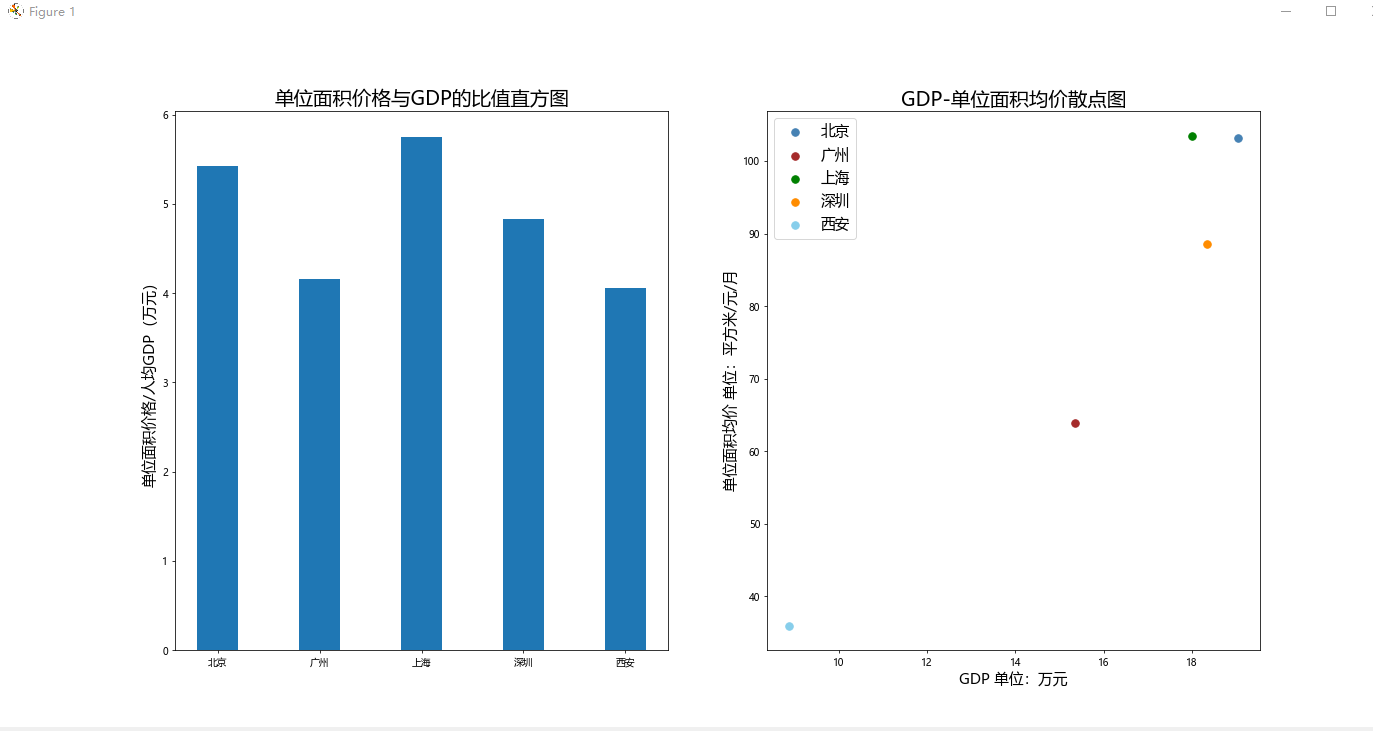 Figure 1
单位面积价格与GDP的比值直方图
单位面积价格/人均GDP（万元）
6
5
4
3
2
1
0
北京
广州
上海
深圳
西安
GDP-单位面积均价散点图
北京
广州
上海
深圳
西安
单位面积均价 单位：平方米/元/月
100
90
80
70
60
50
40
10
12
14
16
18
GDP 单位：万元